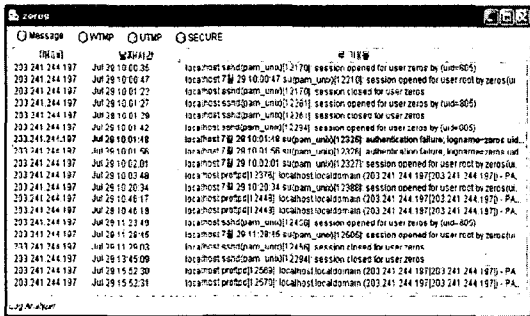 zeros
Message WTMP UTMP SECURE
날짜/시간
203 241 244 197 Jul 29 10:00:35 localhost sshd(pam_unix)[12170]: session opened for user zeros by (uid=605)
203 241 244 197 Jul 29 10:00:47 localhost 7월 29 10:00:47 su(pam_unix)[12210]: session opened for user root by zeros(ui
203 241 244 197 Jul 29 10:01:22 localhost sshd(pam_unix)[12170]: session closed for user zeros
203 241 244 197 Jul 29 10:01:27 localhost sshd(pam_unix)[12261]: session opened for user zeros by (uid=605)
203 241 244 197 Jul 29 10:01:29 localhost sshd(pam_unix)[12261]: session closed for user zeros
203 241 244 197 Jul 29 10:01:42 localhost sshd(pam_unix)[12294]: session opened for user zeros by (uid=605)
203 241 244 197 Jul 29 10:01:48 localhost 7월 29 10:01:48 su(pam_unix)[12326]: authentication failure; logname=zeros uid...
203 241 244 197 Jul 29 10:01:56 localhost 7월 29 10:01:56 su(pam_unix)[12326]: authentication failure; logname=zeros uid
203 241 244 197 Jul 29 10:02:01 localhost 7월 29 10:02:01 su(pam_unix)[12327]: session opened for user root by zeros(ui
203 241 244 197 Jul 29 10:03:48 localhost proftpd[12376]: localhost.localdomain (203 241 244 197[203 241 244 197]) - PA...
203 241 244 197 Jul 29 10:20:34 localhost 7월 29 10:20:34 su(pam_unix)[12388]: session opened for user root by zeros(ui
203 241 244 197 Jul 29 10:46:17 localhost proftpd[12448]: localhost.localdomain (203 241 244 197[203 241 244 197]) - PA...
203 241 244 197 Jul 29 10:46:18 localhost proftpd[12449]: localhost.localdomain (203 241 244 197[203 241 244 197]) - PA...
203 241 244 197 Jul 29 11:23:49 localhost sshd(pam_unix)[12456]: session opened for user zeros by (uid=605)
203 241 244 197 Jul 29 11:28:46 localhost 7월 29 11:28:46 su(pam_unix)[12506]: session opened for user root by zeros(ui
203 241 244 197 Jul 29 11:29:03 localhost sshd(pam_unix)[12456]: session closed for user zeros
203 241 244 197 Jul 29 13:45:09 localhost sshd(pam_unix)[12294]: session closed for user zeros
203 241 244 197 Jul 29 15:52:30 localhost proftpd[12569]: localhost.localdomain (203 241 244 197[203 241 244 197]) - PA...
203 241 244 197 Jul 29 15:52:31 localhost proftpd[12570]: localhost.localdomain (203 241 244 197[203 241 244 197]) - PA...
Log Analyzer